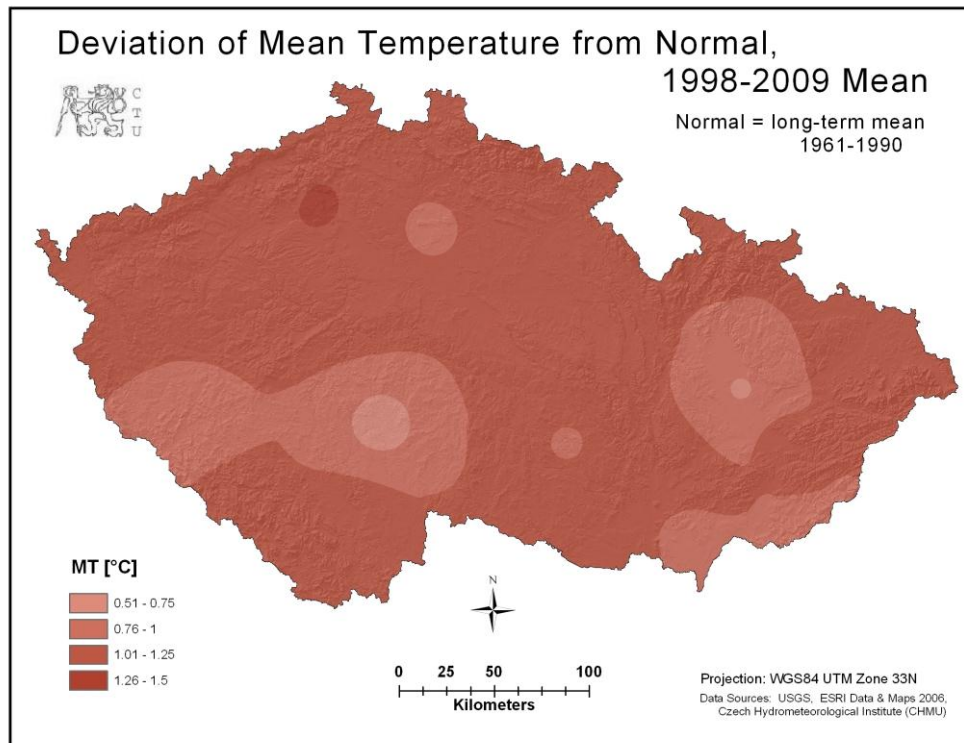 Deviation of Mean Temperature from Normal,
1998-2009 Mean
C
T
U
Normal = long-term mean
1961-1990
MT [°C]
0.51 - 0.75
0.76 - 1
1.01 - 1.25
1.26 - 1.5
N
0 25 50 100
Kilometers
Projection: WGS84 UTM Zone 33N
Data Sources: USGS, ESRI Data & Maps 2006,
Czech Hydrometeorological Institute (CHMU)